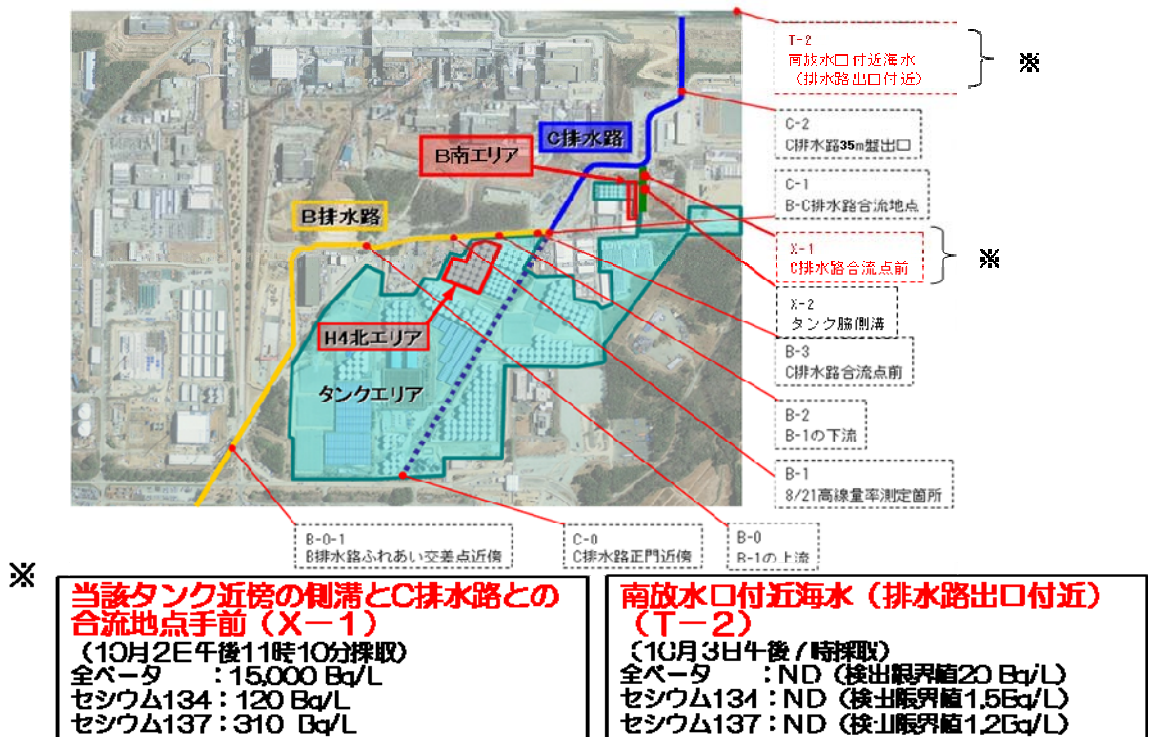 T-2
南放水口付近海水
（排水路出口付近）
※
C-2
C排水路35m盤出口
C排水路
B南エリア
C-1
B-C排水路合流地点
B排水路
X-1
C排水路合流点前
※
X-2
タンク脇側溝
H4北エリア
B-3
C排水路合流点前
タンクエリア
B-2
B-1の下流
B-1
8/21高線量率測定箇所
B-0-1
B排水路ふれあい交差点近傍
C-0
C排水路正門近傍
B-0
B-1の上流
※
当該タンク近傍の側溝とC排水路との
合流地点手前（X－1）
（10月2日午後11時10分採取）
全ベータ　　：15,000 Bq/L
セシウム134：120 Bq/L
セシウム137：310 Bq/L
南放水口付近海水（排水路出口付近）
（T－2）
（10月3日午後7時採取）
全ベータ　　：ND（検出限界値20 Bq/L）
セシウム134：ND（検出限界値1.5Bq/L）
セシウム137：ND（検出限界値1.2Bq/L）